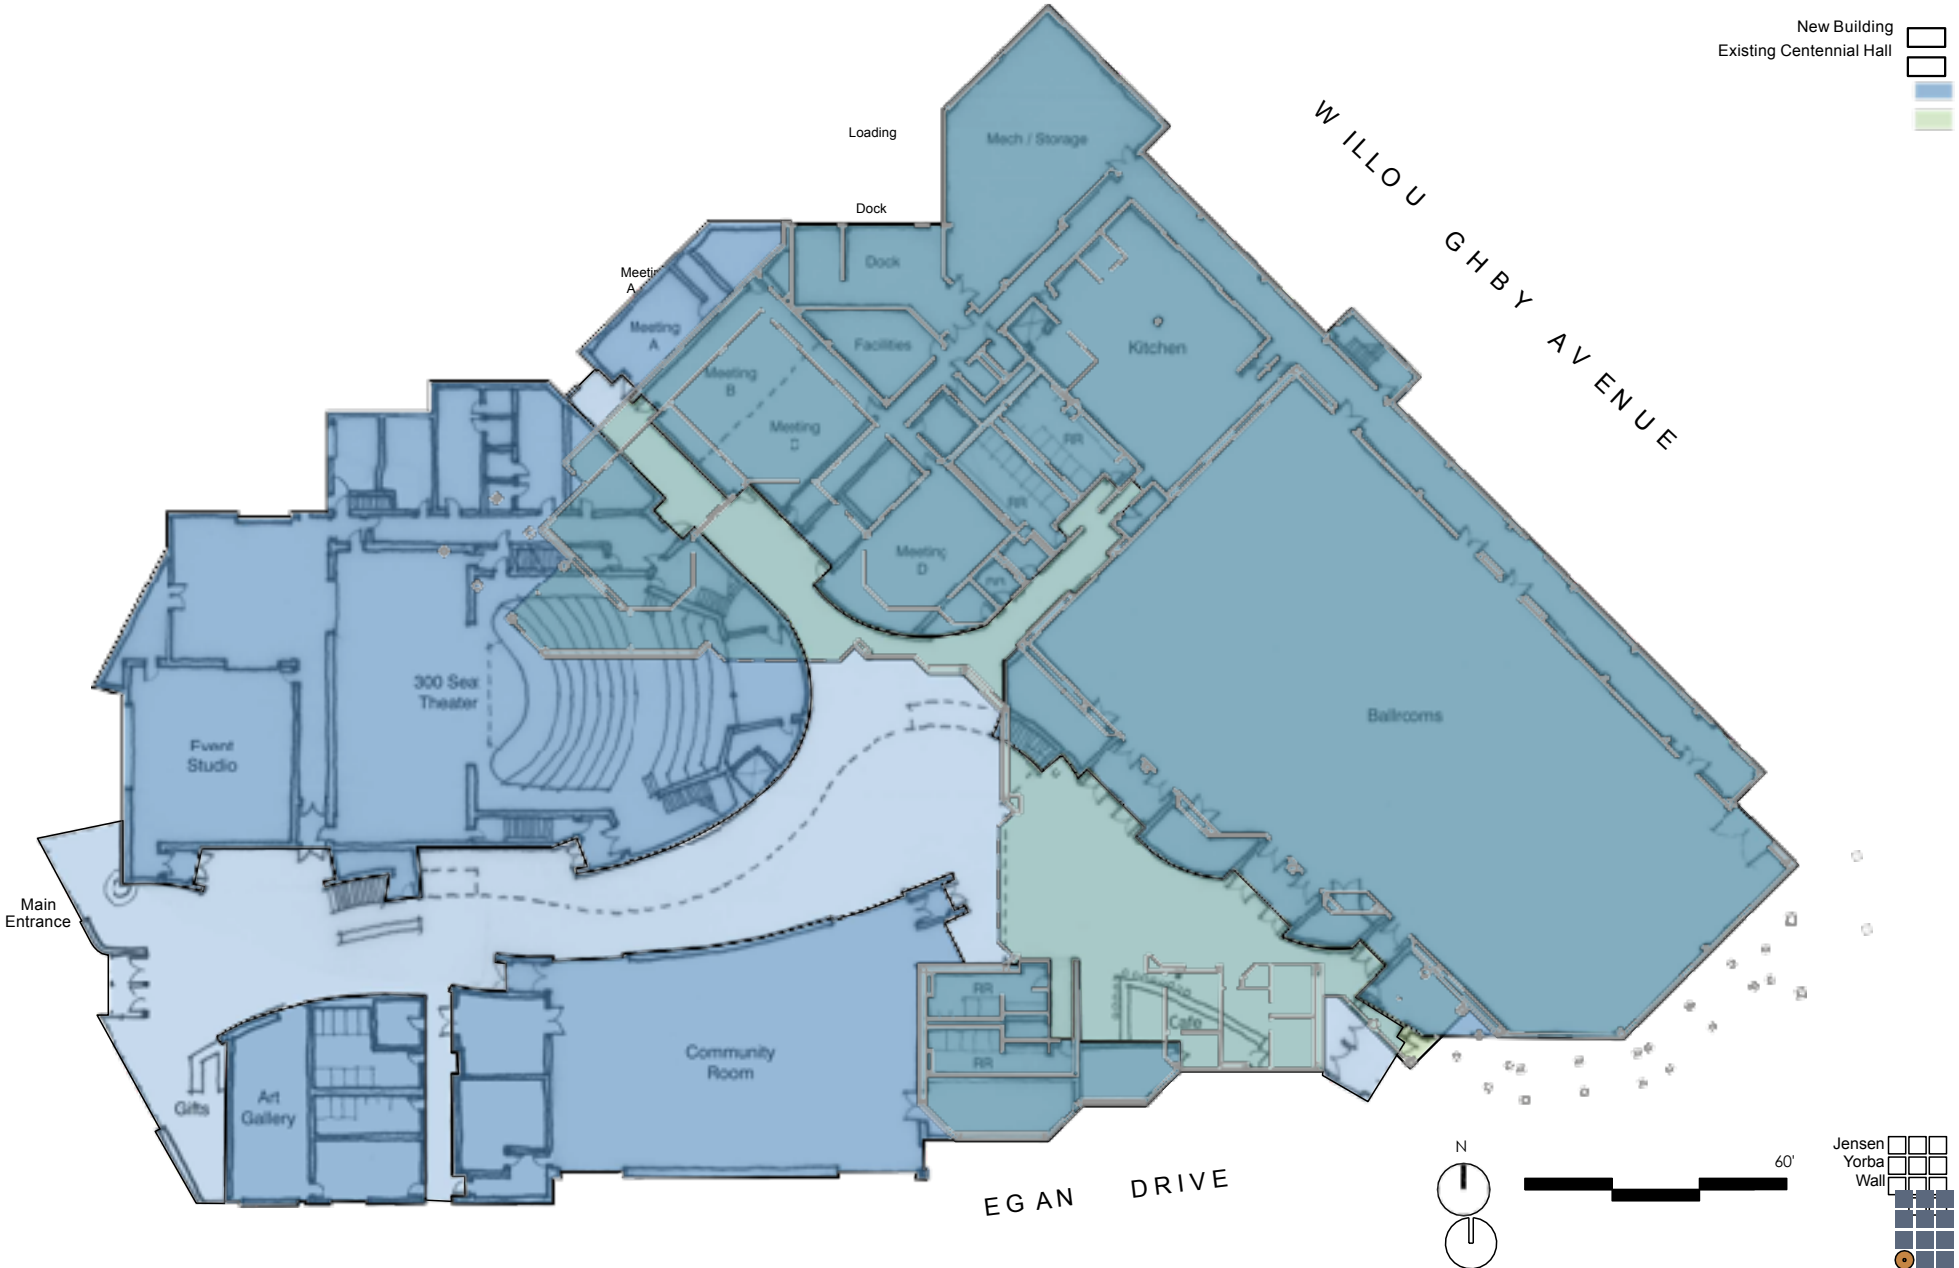 New Building
Existing Centennial Hall
WILLOUGHBY AVENUE
Loading
Mech / Storage
Dock
Dock
Meeting
A
Facilities
Kitchen
Meeting
B
Meeting
RR
RR
Meeting
D
300 Seat
Theater
Ballrooms
Event
Studio
Main
Entrance
RR
Cafe
RR
Community
Room
Art
Gallery
Gifts
EGAN DRIVE
N
60'
Jensen
Yorba
Wall